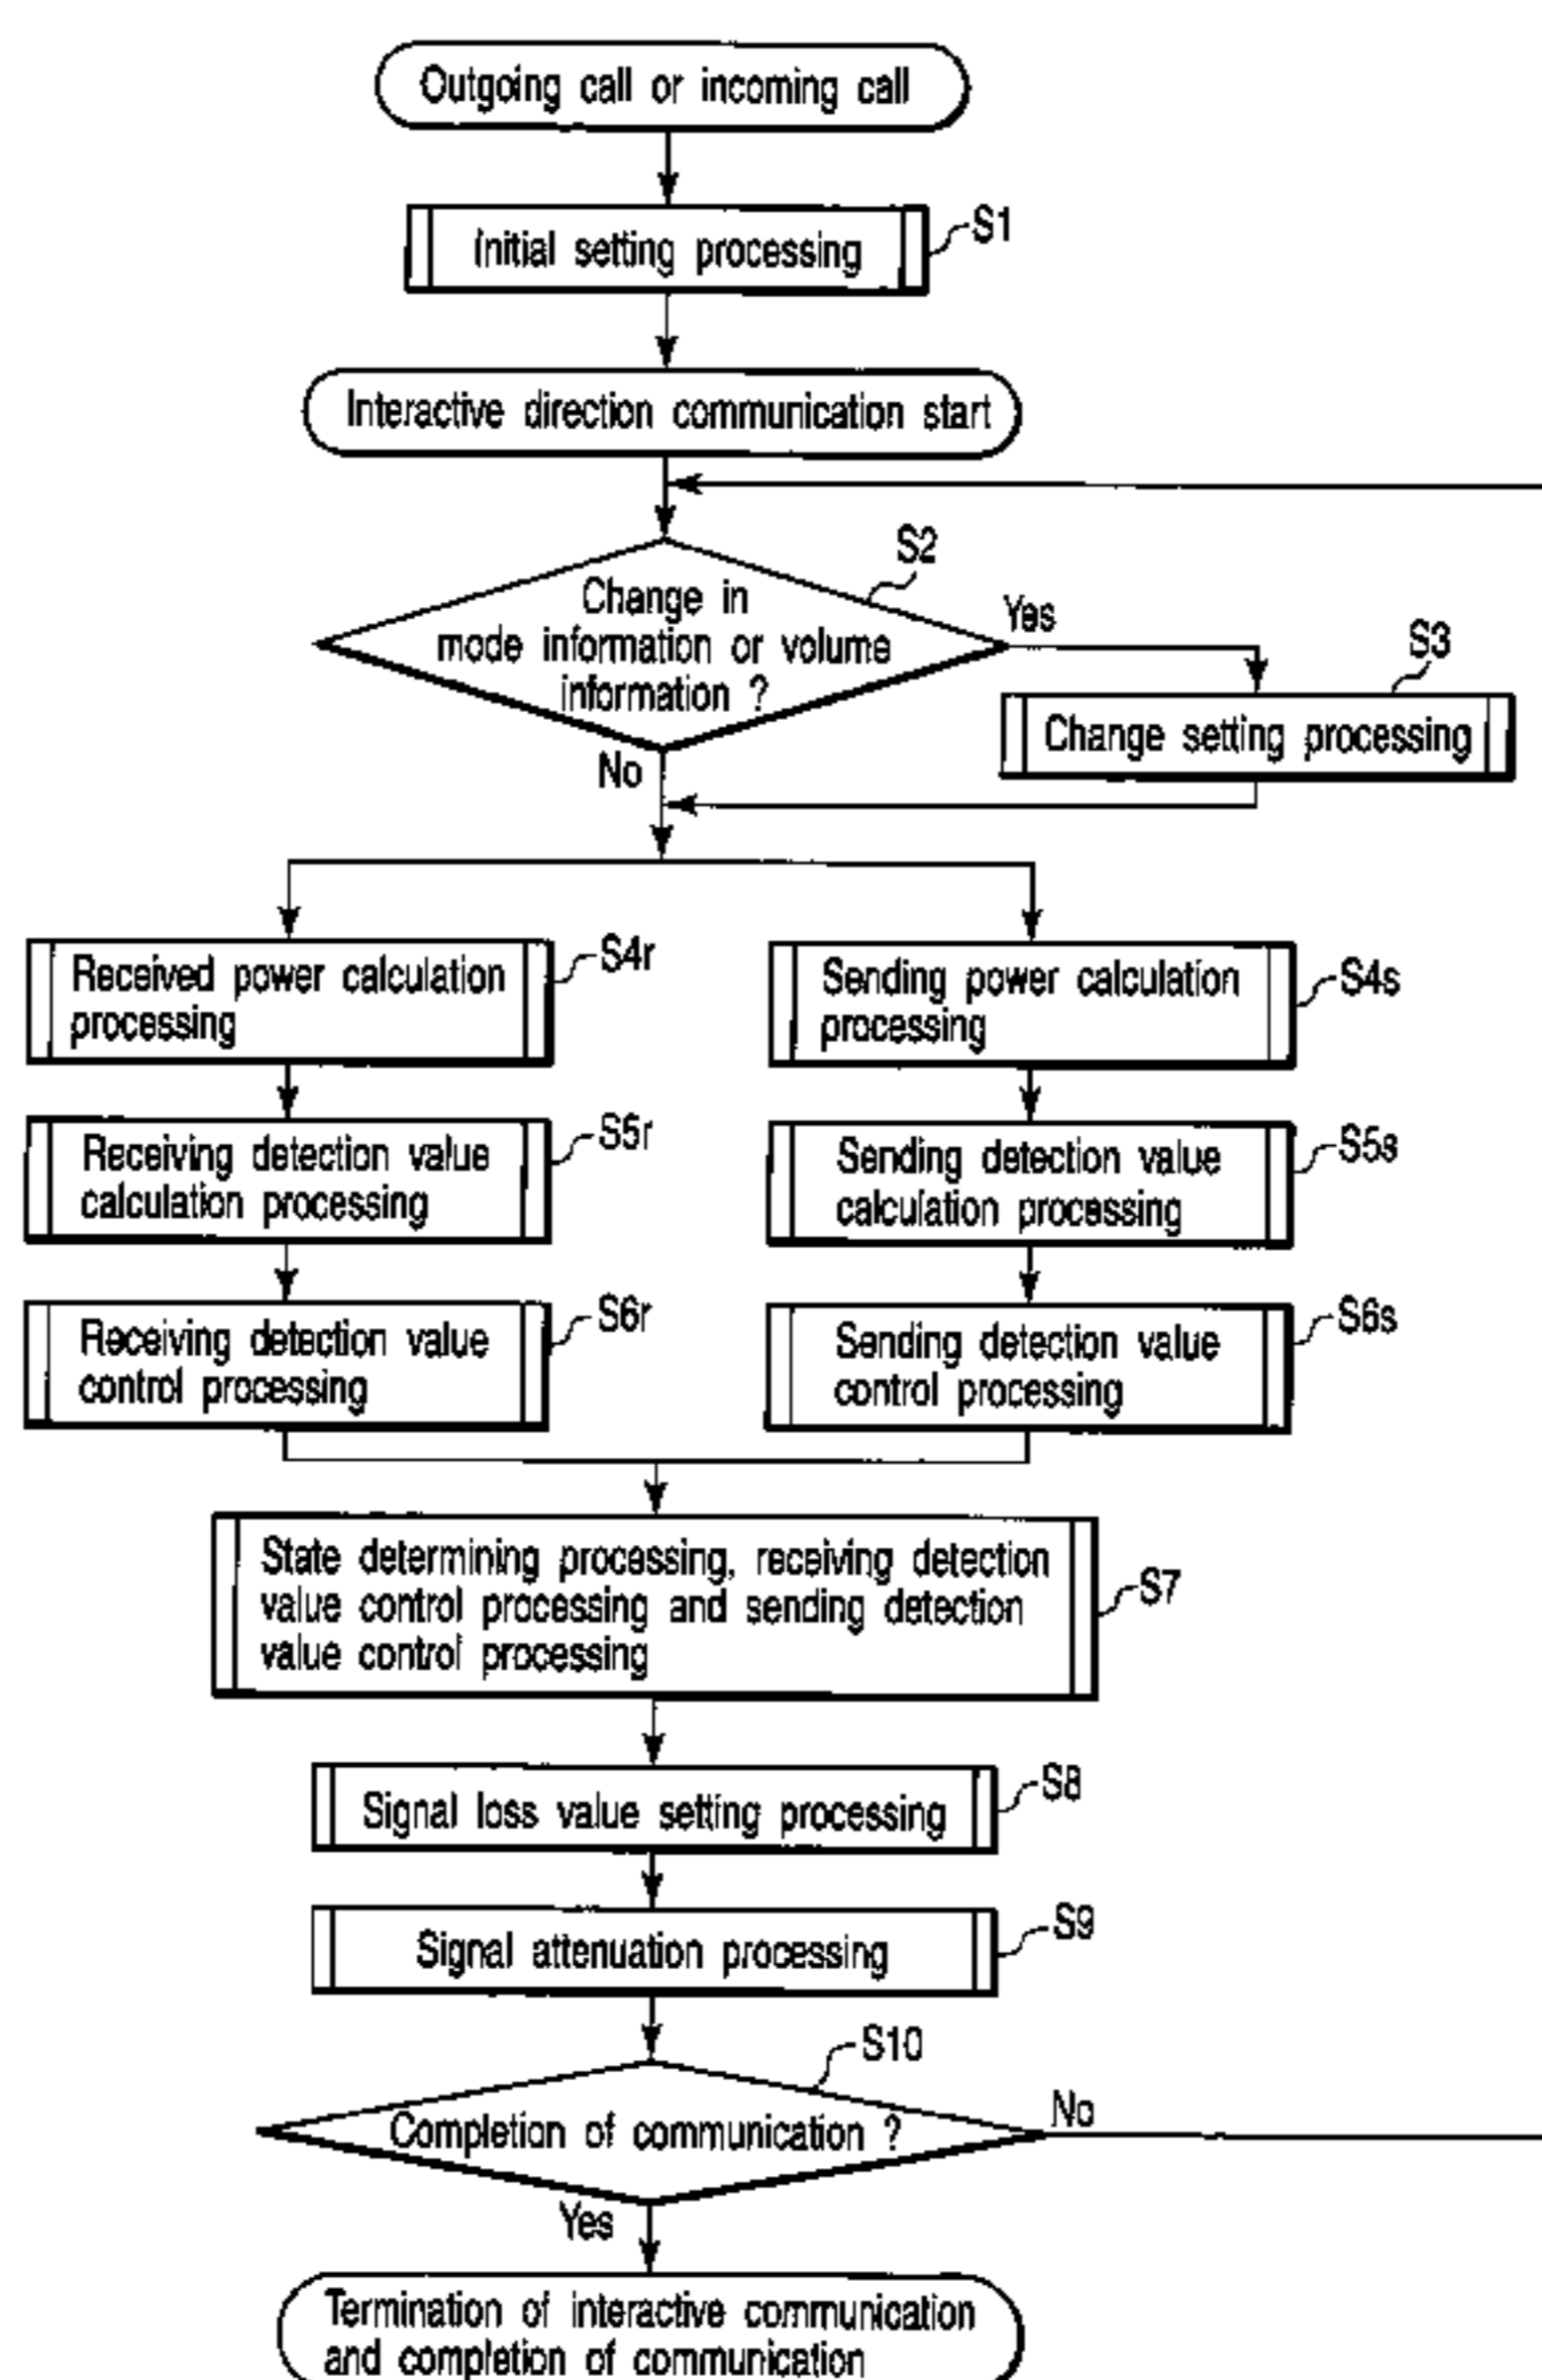 Outgoing call or incoming call
Initial setting processing
S1
Interactive direction communication start
S2
Change in
mode information or volume
information ?
Yes
S3
Change setting processing
No
Received power calculation
processing
S4r
Sending power calculation
processing
S4s
Receiving detection value
calculation processing
S5r
Sending detection value
calculation processing
S5s
Receiving detection value
control processing
S6r
Sending detection value
control processing
S6s
State determining processing, receiving detection
value control processing and sending detection
value control processing
S7
Signal loss value setting processing
S8
Signal attenuation processing
S9
S10
Completion of communication ?
No
Yes
Termination of interactive communication
and completion of communication